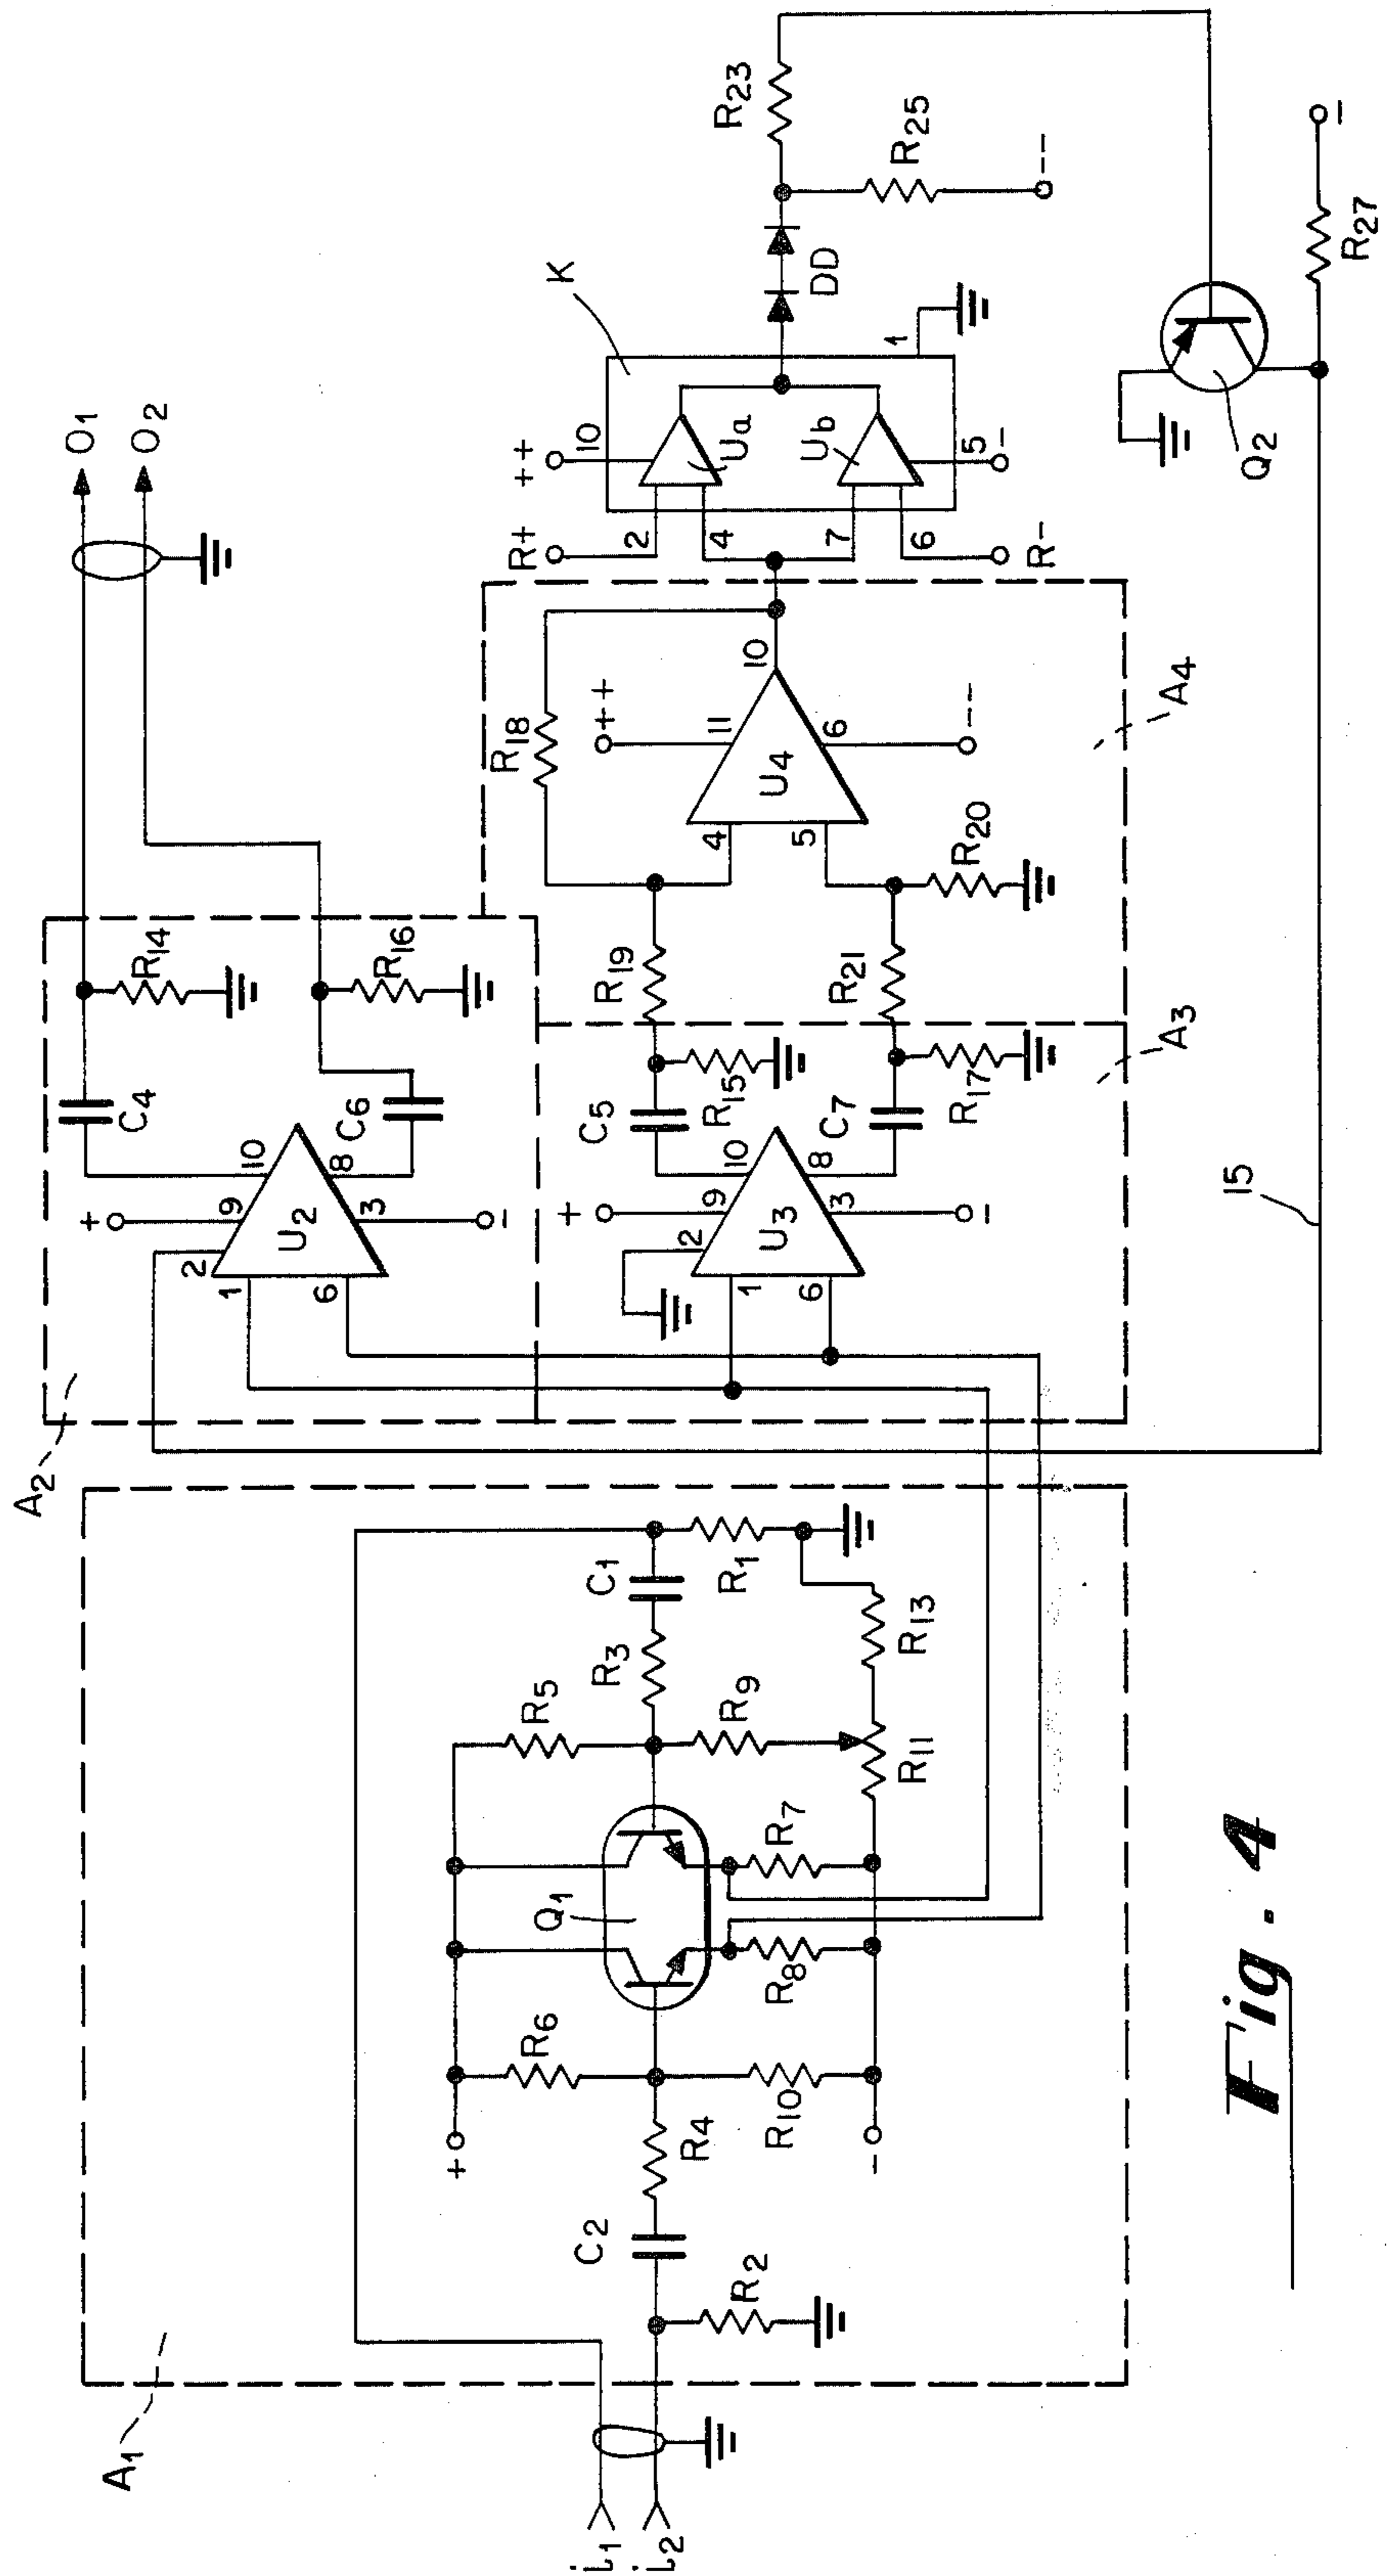 A1
i1
i2
C2
R2
R4
+
R6
R10
-
Q1
R8
R7
R5
R3
R9
R11
C1
R1
R13
A2
2
1
6
U2
+
9
10
8
3
-
C4
C6
R14
R16
O1
O2
2
1
6
U3
+
9
10
8
3
-
C5
R15
C7
R17
A3
R19
R21
R20
R18
4
5
U4
++
11
10
6
--
A4
R+
2
4
7
6
R-
++
10
Ua
Ub
5
-
K
1
DD
R23
R25
--
Q2
R27
-
15
Fig. 4